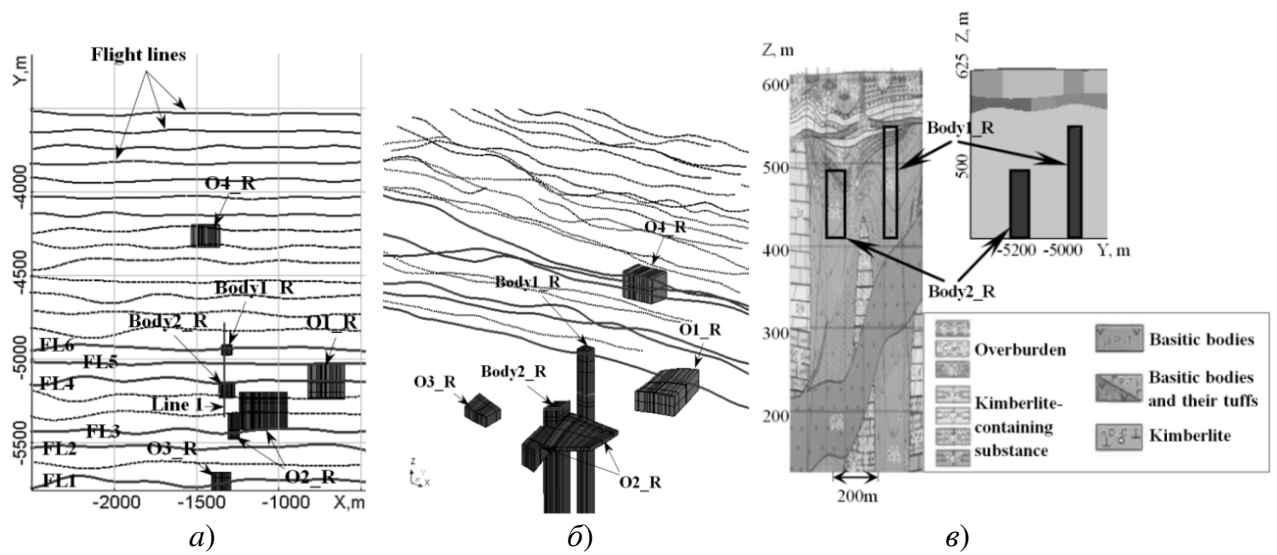 Flight lines
Y, m
-4000
-4500
-5000
-5500
O4_R
Body1_R
Body2_R
O1_R
FL6
FL5
FL4
Line 1
FL3
O3_R
FL2
O2_R
FL1
-2000
-1500
-1000
X,m
а)
O4_R
Body1_R
O1_R
O3_R
Body2_R
O2_R
Z
Y
X
б)
Z, m
600
500
400
300
200
200m
Z, m
625
500
Body1_R
-5200
-5000
Y, m
Body2_R
Overburden
Kimberlite-
containing
substance
Basitic bodies
Basitic bodies
and their tuffs
Kimberlite
в)